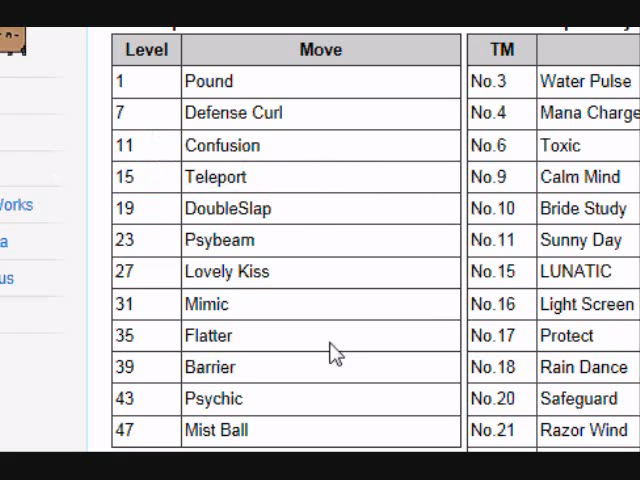 Level Move TM
1 Pound No.3 Water Pulse
7 Defense Curl No.4 Mana Charge
11 Confusion No.6 Toxic
15 Teleport No.9 Calm Mind
19 DoubleSlap No.10 Bride Study
23 Psybeam No.11 Sunny Day
27 Lovely Kiss No.15 LUNATIC
31 Mimic No.16 Light Screen
35 Flatter No.17 Protect
39 Barrier No.18 Rain Dance
43 Psychic No.20 Safeguard
47 Mist Ball No.21 Razor Wind
Works
a
us